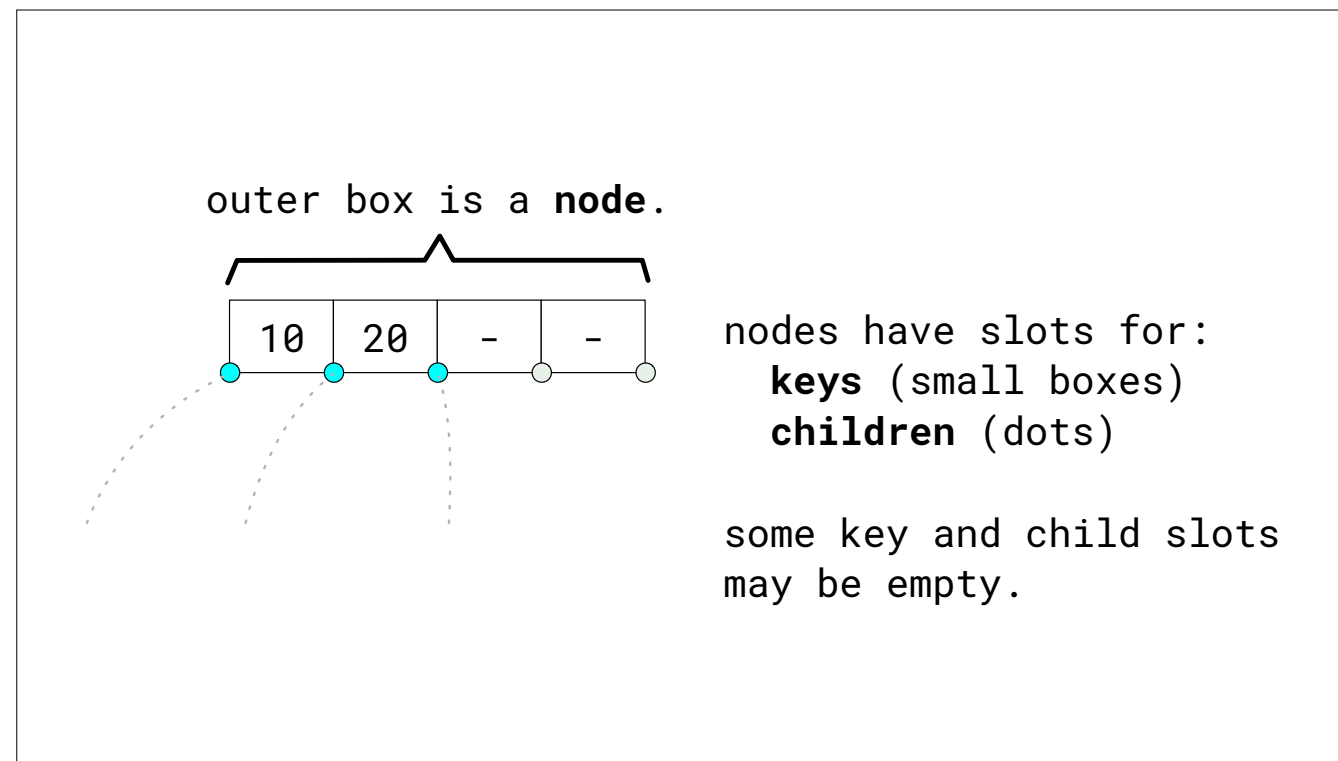 outer box is a node.
10 20 - -
nodes have slots for:
keys (small boxes)
children (dots)
some key and child slots
may be empty.